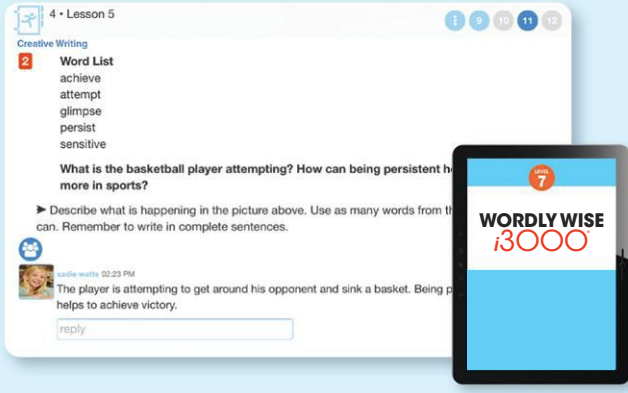 4 • Lesson 5
9 10 11 12
Creative Writing
2 Word List
achieve
attempt
glimpse
persist
sensitive
What is the basketball player attempting? How can being persistent
more in sports?
➤ Describe what is happening in the picture above. Use as many words from
can. Remember to write in complete sentences.
sadie watts 02:23 PM
The player is attempting to get around his opponent and sink a basket. Being
helps to achieve victory.
reply
LEVEL
7
WORDLY WISE
i3000®